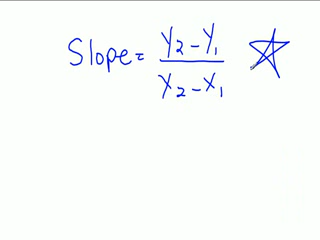 Slope = y₂ - y₁
x₂ - x₁